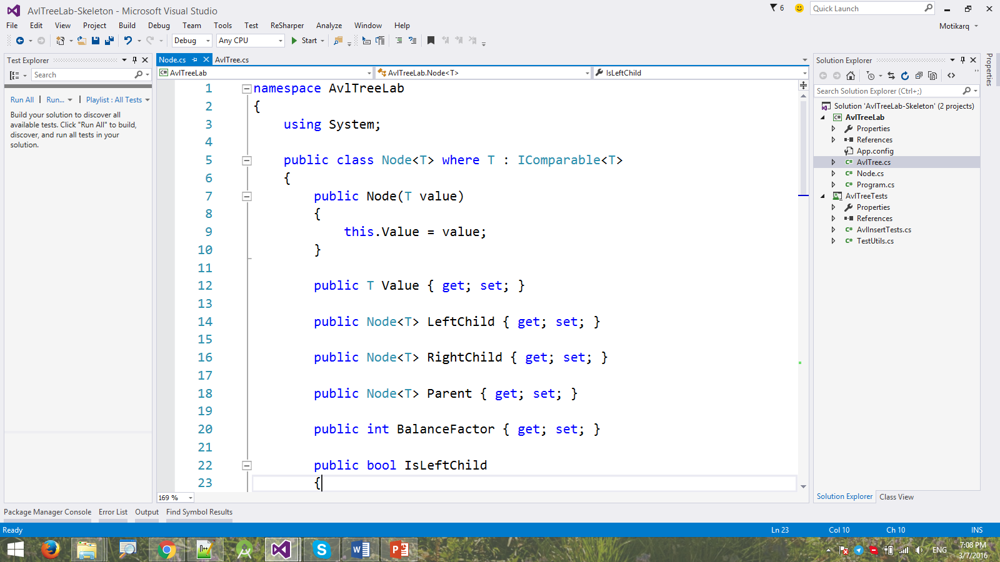 AvlTreeLab-Skeleton - Microsoft Visual Studio
6
Quick Launch
File Edit View Project Build Debug Team Tools Test ReSharper Analyze Window Help
Motikarq
Debug Any CPU Start
Test Explorer
Search
Run All | Run... | Playlist : All Tests
Build your solution to discover all
available tests. Click "Run All" to build,
discover, and run all tests in your
solution.
Node.cs AvlTree.cs
AvlTreeLab AvlTreeLab.Node<T> IsLeftChild
1 namespace AvlTreeLab
2 {
3 using System;
4
5 public class Node<T> where T : IComparable<T>
6 {
7 public Node(T value)
8 {
9 this.Value = value;
10 }
11
12 public T Value { get; set; }
13
14 public Node<T> LeftChild { get; set; }
15
16 public Node<T> RightChild { get; set; }
17
18 public Node<T> Parent { get; set; }
19
20 public int BalanceFactor { get; set; }
21
22 public bool IsLeftChild
23 {
169 %
Solution Explorer
Search Solution Explorer (Ctrl+;)
Solution 'AvlTreeLab-Skeleton' (2 projects)
AvlTreeLab
Properties
References
App.config
AvlTree.cs
Node.cs
Program.cs
AvlTreeTests
Properties
References
AvlInsertTests.cs
TestUtils.cs
Solution Explorer Class View
Properties
Package Manager Console Error List Output Find Symbol Results
Ready Ln 23 Col 10 Ch 10 INS
ENG
7:08 PM
3/7/2016